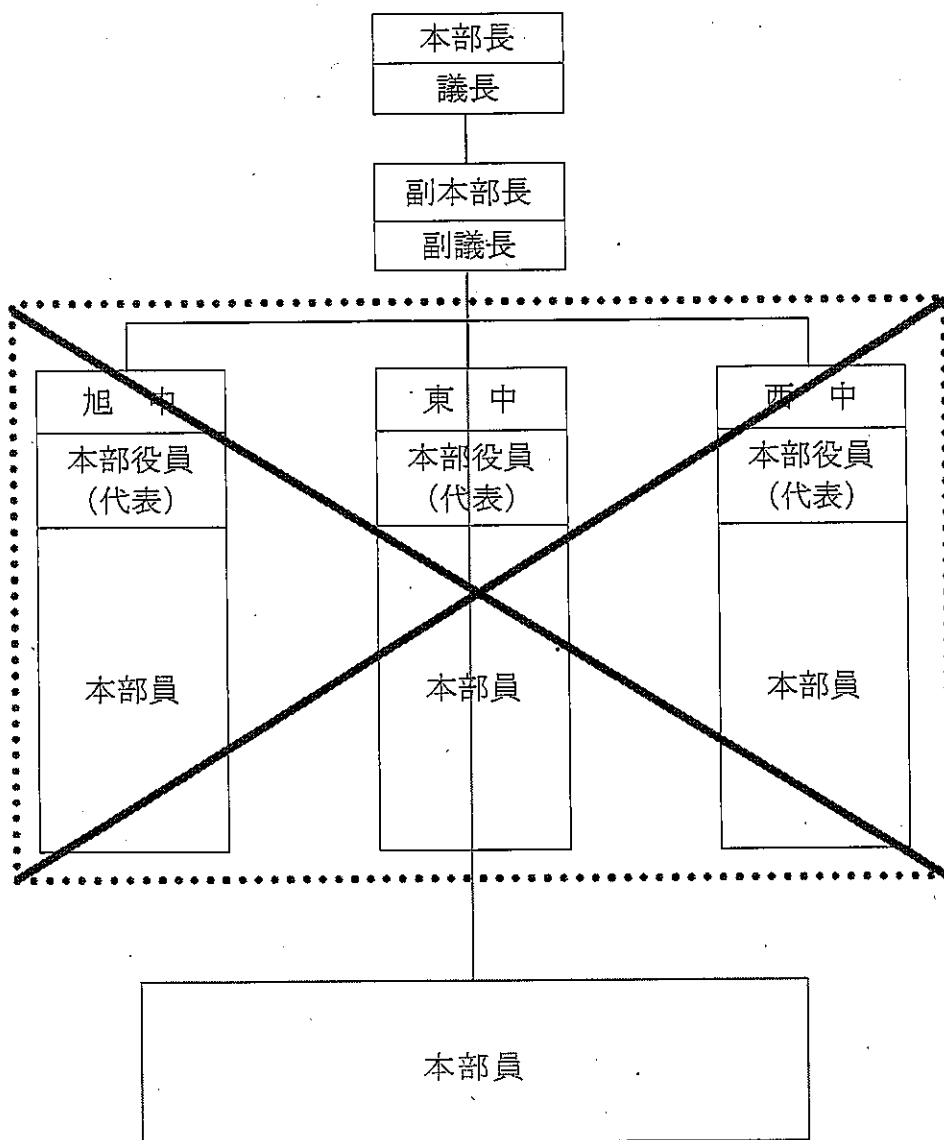 本部長
議長
副本部長
副議長
旭　中
本部役員
(代表)
本部員
東　中
本部役員
(代表)
本部員
西　中
本部役員
(代表)
本部員
本部員